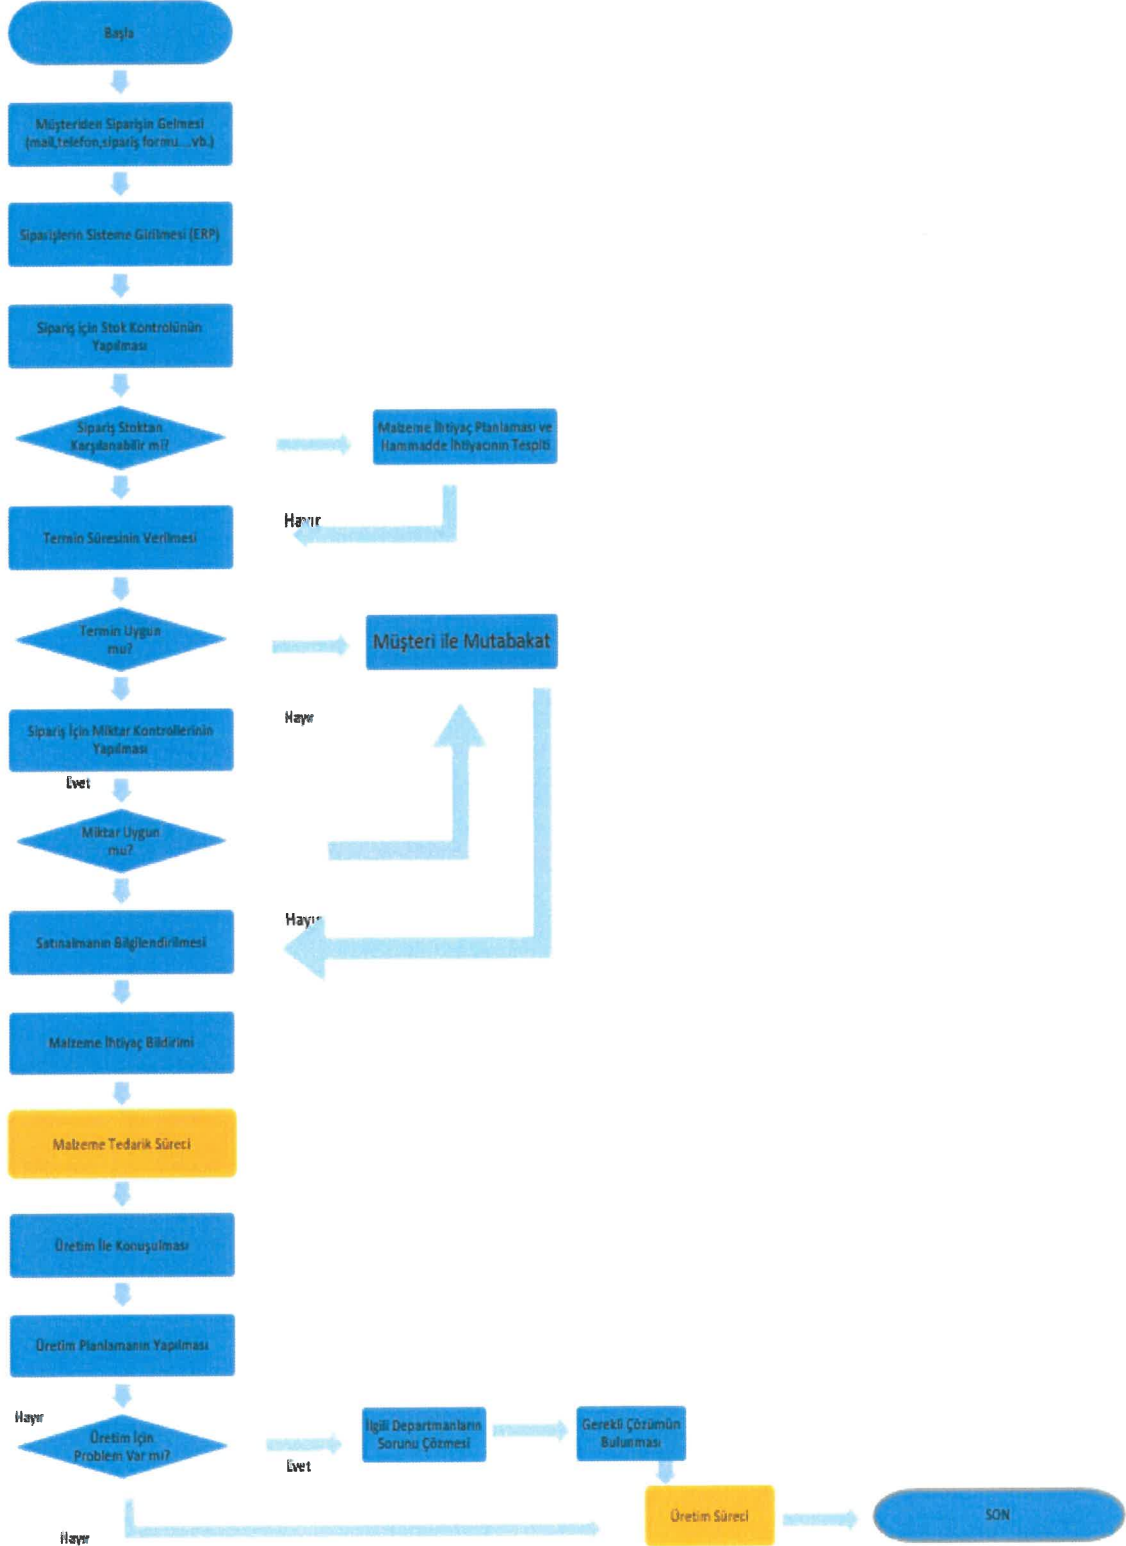 Başla
Müşteriden Siparişin Gelmesi
(mail,telefon,sipariş formu....vb.)
Siparişlerin Sisteme Girilmesi (ERP)
Sipariş için Stok Kontrolünün
Yapılması
Sipariş Stoktan
Karşılanabilir mi?
Malzeme İhtiyaç Planlaması ve
Hammadde İhtiyacının Tespiti
Hayır
Termin Süresinin Verilmesi
Termin Uygun
mu?
Müşteri ile Mutabakat
Hayır
Sipariş İçin Miktar Kontrollerinin
Yapılması
Evet
Miktar Uygun
mu?
Hayır
Satınalmanın Bilgilendirilmesi
Malzeme İhtiyaç Bildirimi
Malzeme Tedarik Süreci
Üretim İle Konuşulması
Üretim Planlamanın Yapılması
Hayır
Üretim İçin
Problem Var mı?
Evet
İlgili Departmanların
Sorunu Çözmesi
Gerekli Çözümün
Bulunması
Üretim Süreci
SON
Hayır